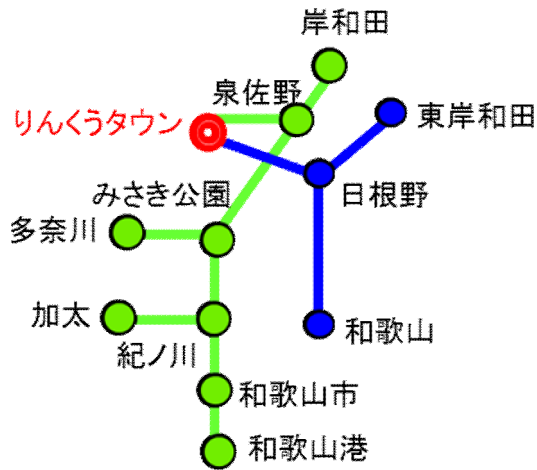 岸和田
泉佐野
東岸和田
りんくうタウン
日根野
みさき公園
多奈川
加太
紀ノ川
和歌山
和歌山市
和歌山港